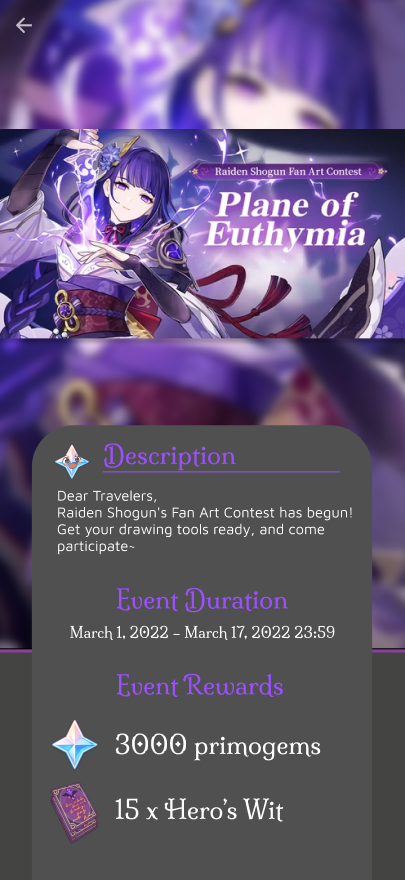 Raiden Shogun Fan Art Contest
Plane of
Euthymia
Description
Dear Travelers,
Raiden Shogun's Fan Art Contest has begun!
Get your drawing tools ready, and come
participate~
Event Duration
March 1, 2022 – March 17, 2022 23:59
Event Rewards
3000 primogems
15 x Hero's Wit